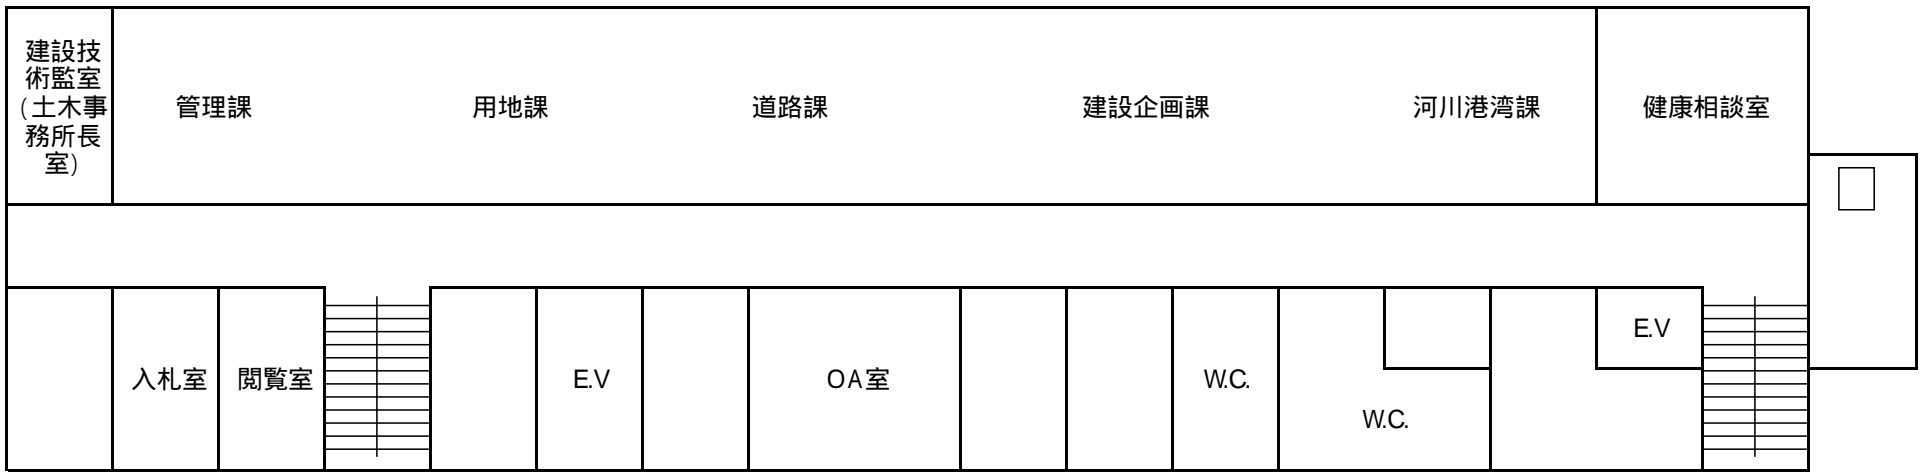 建設技
術監室
(土木事
務所長
室)
管理課
用地課
道路課
建設企画課
河川港湾課
健康相談室
入札室
閲覧室
E.V
OA室
W.C.
W.C.
E.V